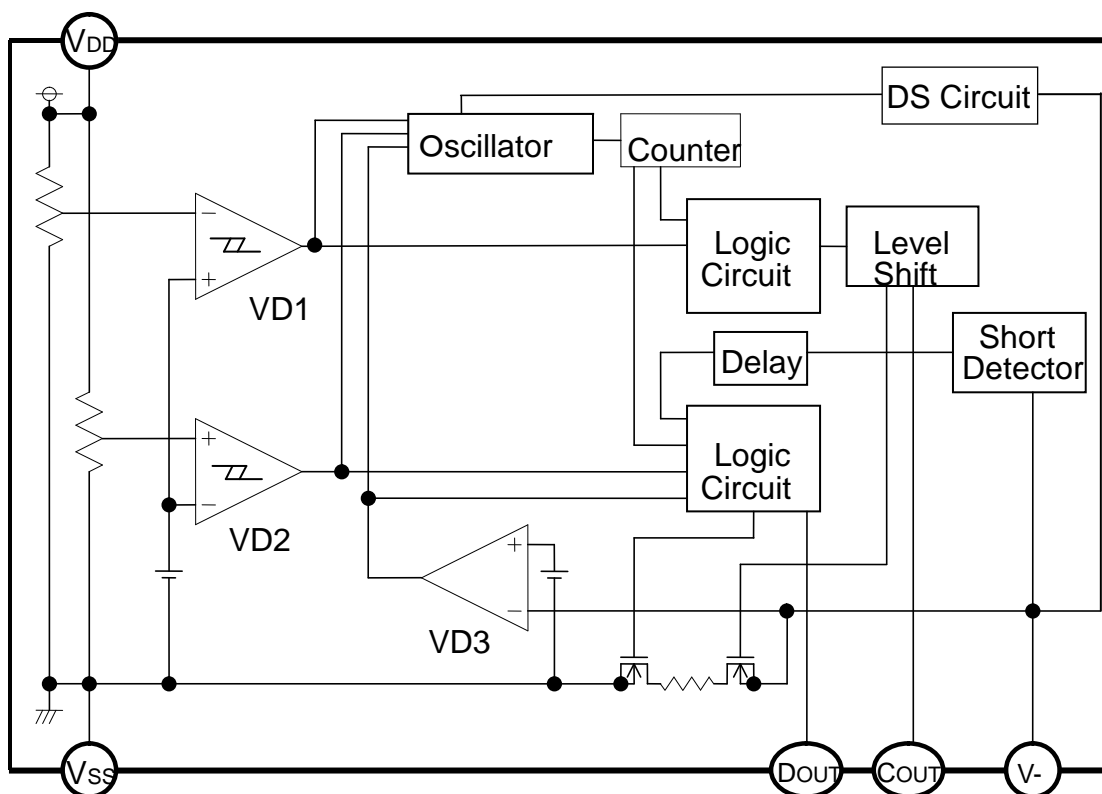 VDD
DS Circuit
Oscillator
Counter
Logic
Circuit
Level
Shift
VD1
Short
Detector
Delay
Logic
Circuit
VD2
VD3
VSS
DOUT
COUT
V-